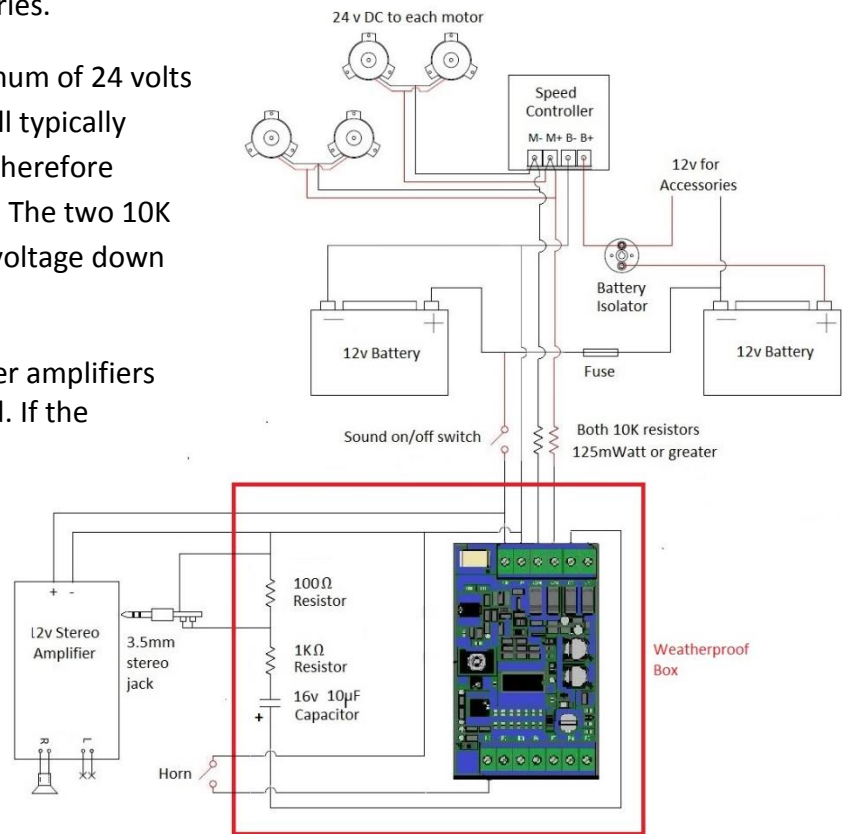 ries.
num of 24 volts
ll typically
herefore
The two 10K
voltage down
er amplifiers
l. If the
24 v DC to each motor
Speed
Controller
M- M+ B- B+
12v for
Accessories
Battery
Isolator
12v Battery
12v Battery
Fuse
Sound on/off switch
Both 10K resistors
125mWatt or greater
100Ω
Resistor
1KΩ
Resistor
16v 10µF
Capacitor
+
+ -
12v Stereo
Amplifier
R L
3.5mm
stereo
jack
Horn
Weatherproof
Box